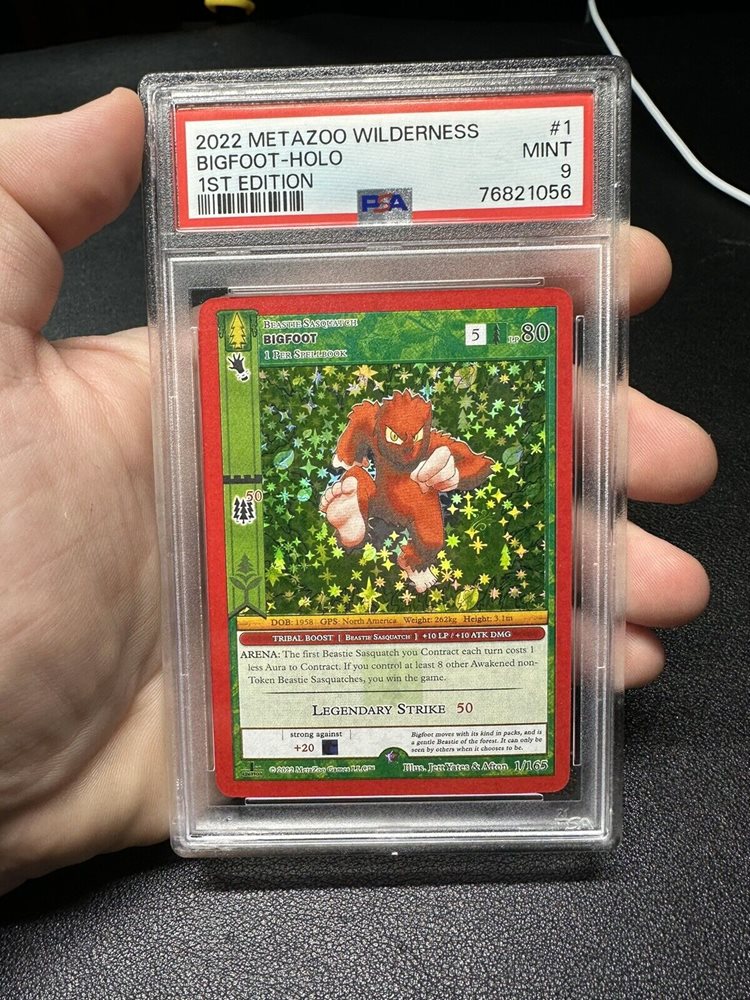 2022 METAZOO WILDERNESS #1
BIGFOOT-HOLO MINT
1ST EDITION 9
PSA 76821056
BEASTIE SASQUATCH
BIGFOOT 5 LP 80
1 PER SPELLBOOK
50
DOB: 1958 GPS: North America Weight: 262kg Height: 3.1m
TRIBAL BOOST [ BEASTIE SASQUATCH ] +10 LP / +10 ATK DMG
ARENA: The first Beastie Sasquatch you Contract each turn costs 1
less Aura to Contract. If you control at least 8 other Awakened non-
Token Beastie Sasquatches, you win the game.
LEGENDARY STRIKE 50
strong against
+20
Bigfoot moves with its kind in packs, and is
a gentle Beastie of the forest. It can only be
seen by others when it chooses to be.
© 2022 MetaZoo Games LLC™ Illus. Jett Yates & Afton 1/165
PSA